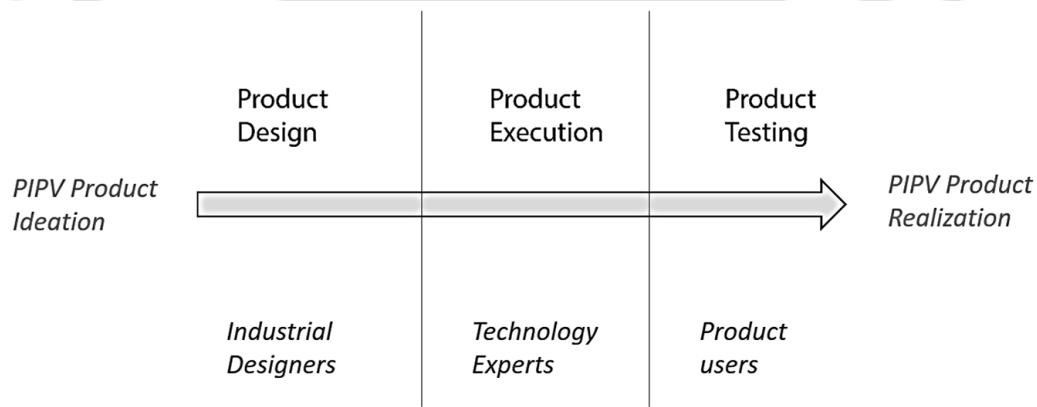 Product
Design
Product
Execution
Product
Testing
PIPV Product
Ideation
PIPV Product
Realization
Industrial
Designers
Technology
Experts
Product
users